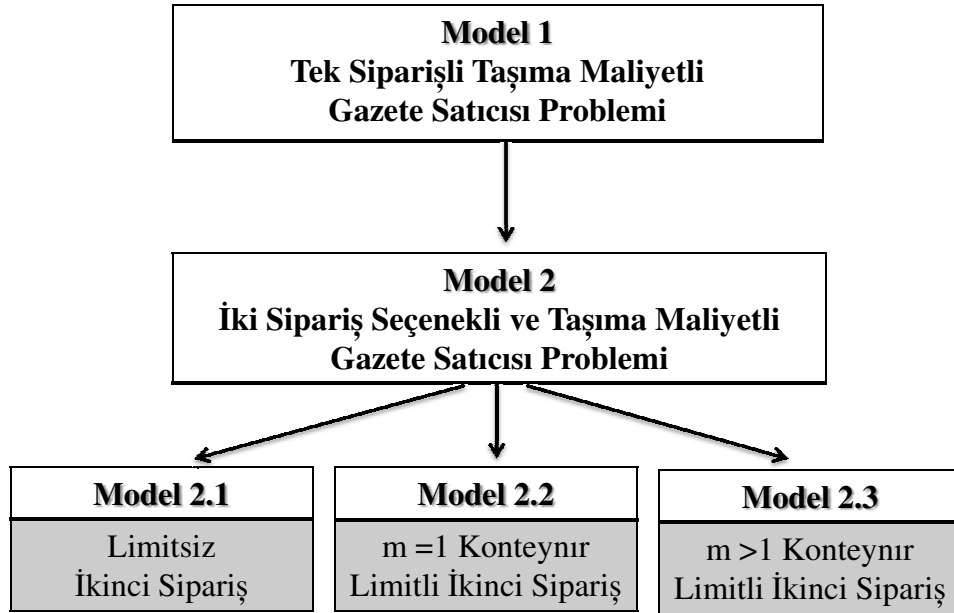 Model 1
Tek Siparişli Taşıma Maliyetli
Gazete Satıcısı Problemi
Model 2
İki Sipariş Seçenekli ve Taşıma Maliyetli
Gazete Satıcısı Problemi
Model 2.1
Limitsiz
İkinci Sipariş
Model 2.2
m =1 Konteynır
Limitli İkinci Sipariş
Model 2.3
m >1 Konteynır
Limitli İkinci Sipariş